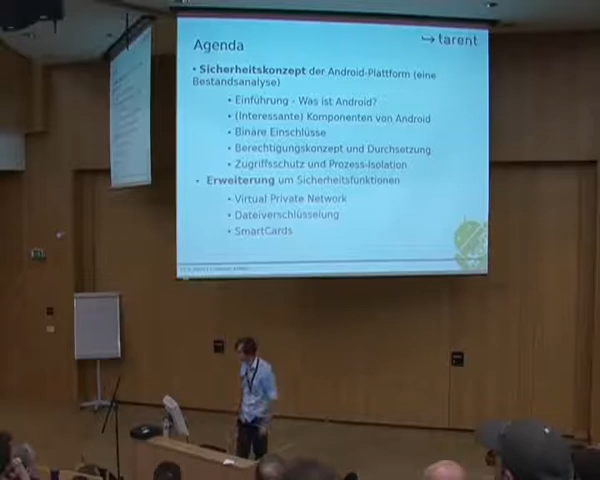 Agenda
tarent
• Sicherheitskonzept der Android-Plattform (eine
Bestandsanalyse)
• Einführung - Was ist Android?
• (Interessante) Komponenten von Android
• Binäre Einschlüsse
• Berechtigungskonzept und Durchsetzung
• Zugriffsschutz und Prozess-Isolation
• Erweiterung um Sicherheitsfunktionen
• Virtual Private Network
• Dateiverschlüsselung
• SmartCards